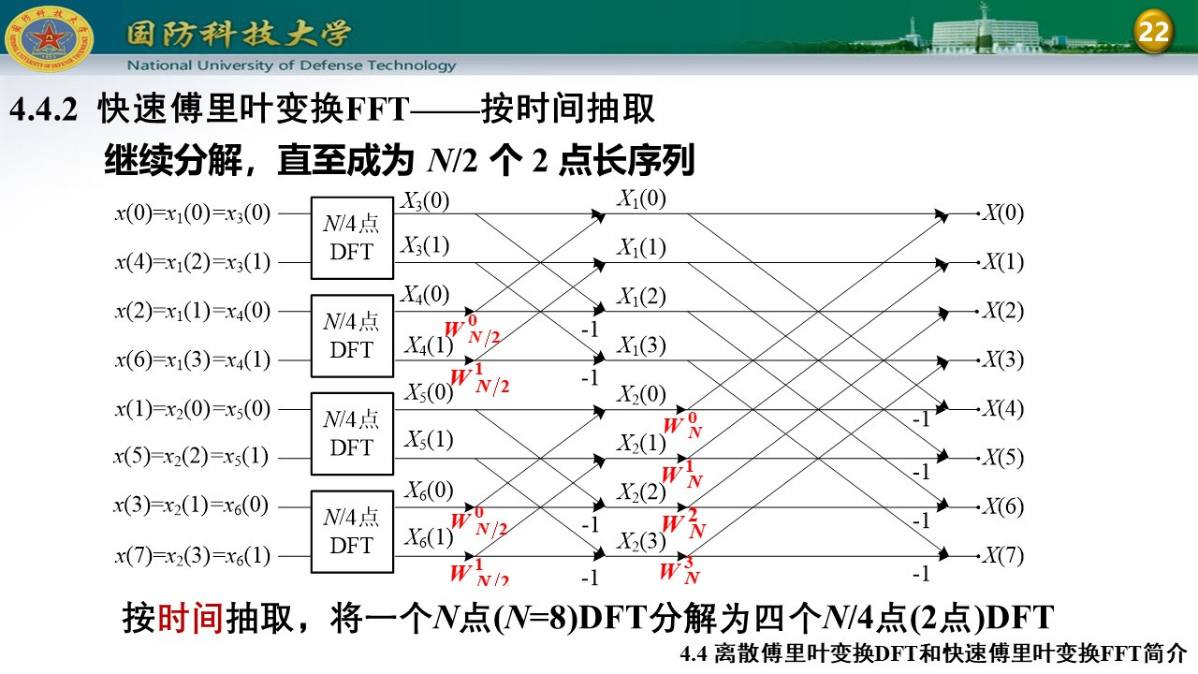 国防科技大学
National University of Defense Technology
22
4.4.2 快速傅里叶变换FFT——按时间抽取
继续分解，直至成为 N/2 个 2 点长序列
x(0)=x₁(0)=x₃(0) N/4点 DFT X₃(0) X₁(0) X(0)
x(4)=x₁(2)=x₃(1) X₃(1) X₁(1) X(1)
x(2)=x₁(1)=x₄(0) N/4点 DFT X₄(0) W⁰N/2 -1 X₁(2) X(2)
x(6)=x₁(3)=x₄(1) X₄(1) W¹N/2 -1 X₁(3) X(3)
x(1)=x₂(0)=x₅(0) N/4点 DFT X₅(0) X₂(0) W⁰N -1 X(4)
x(5)=x₂(2)=x₅(1) X₅(1) X₂(1) W¹N -1 X(5)
x(3)=x₂(1)=x₆(0) N/4点 DFT X₆(0) W⁰N/2 -1 X₂(2) W²N -1 X(6)
x(7)=x₂(3)=x₆(1) X₆(1) W¹N/2 -1 X₂(3) W³N -1 X(7)
按时间抽取，将一个N点(N=8)DFT分解为四个N/4点(2点)DFT
4.4 离散傅里叶变换DFT和快速傅里叶变换FFT简介